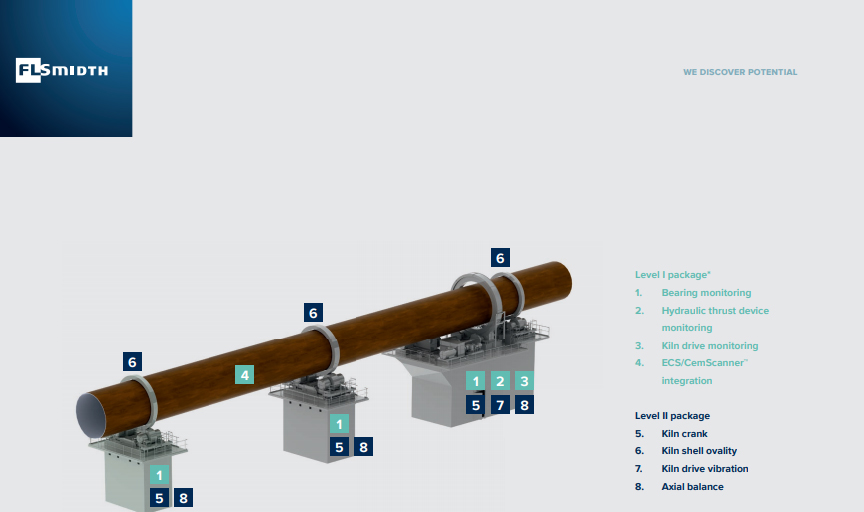 FLSMIDTH
WE DISCOVER POTENTIAL
6
6
6
4
1 2 3
5 7 8
1
5 8
1
5 8
Level I package*
1. Bearing monitoring
2. Hydraulic thrust device
monitoring
3. Kiln drive monitoring
4. ECS/CemScanner™
integration
Level II package
5. Kiln crank
6. Kiln shell ovality
7. Kiln drive vibration
8. Axial balance